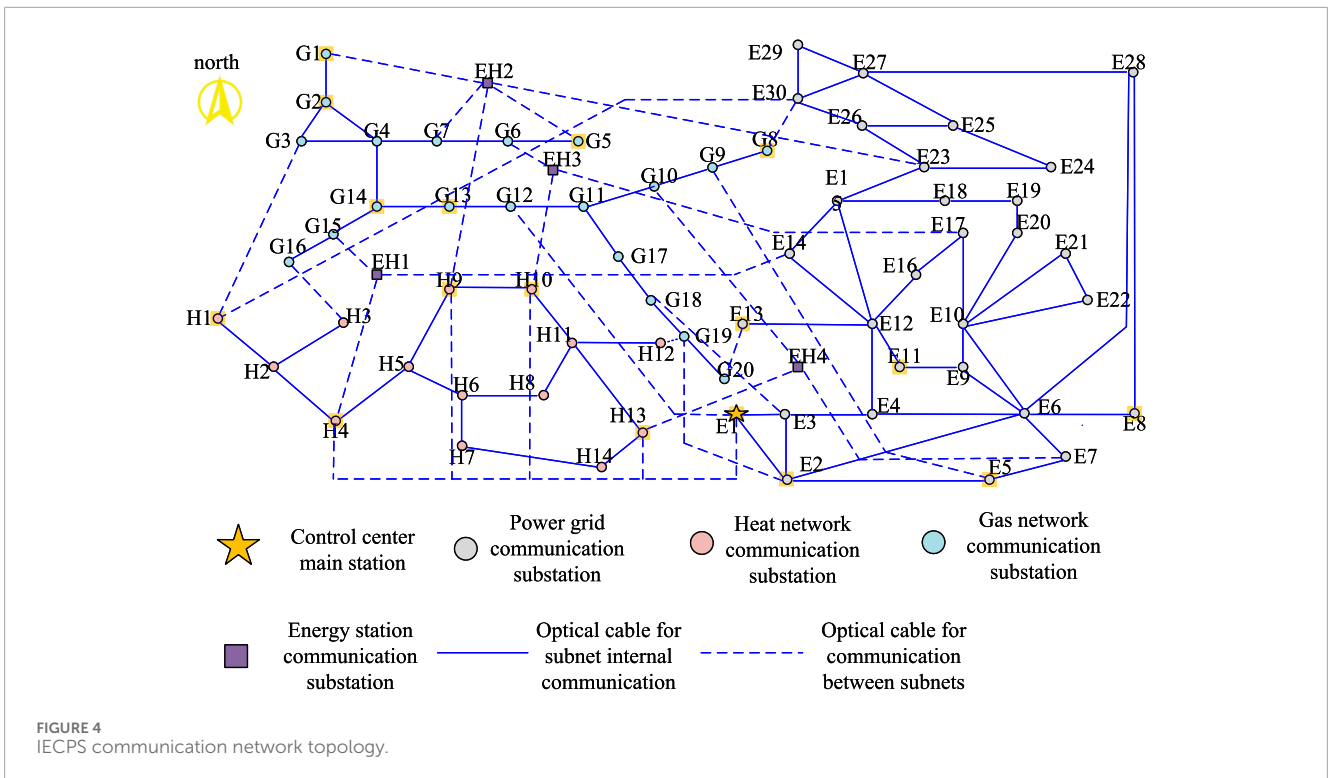 north
G1
EH2
E29
E27
E28
G2
E30
G3
G4
G7
G6
G5
G8
E26
E25
EH3
G9
E23
E24
G10
E1
5
G14
G13
G12
G11
E18
E19
G15
E17
E20
G16
E14
E21
EH1
G17
E16
H9
H10
E22
G18
H1
H3
E13
E12
E10
H11
G19
H12
EH4
E11
H2
H5
G20
E9
H6
H8
H13
E1
E3
E4
E6
E8
H4
H7
H14
E2
E5
E7
Control center
main station
Power grid
communication
substation
Heat network
communication
substation
Gas network
communication
substation
Energy station
communication
substation
Optical cable for
subnet internal
communication
Optical cable for
communication
between subnets
FIGURE 4
IECPS communication network topology.